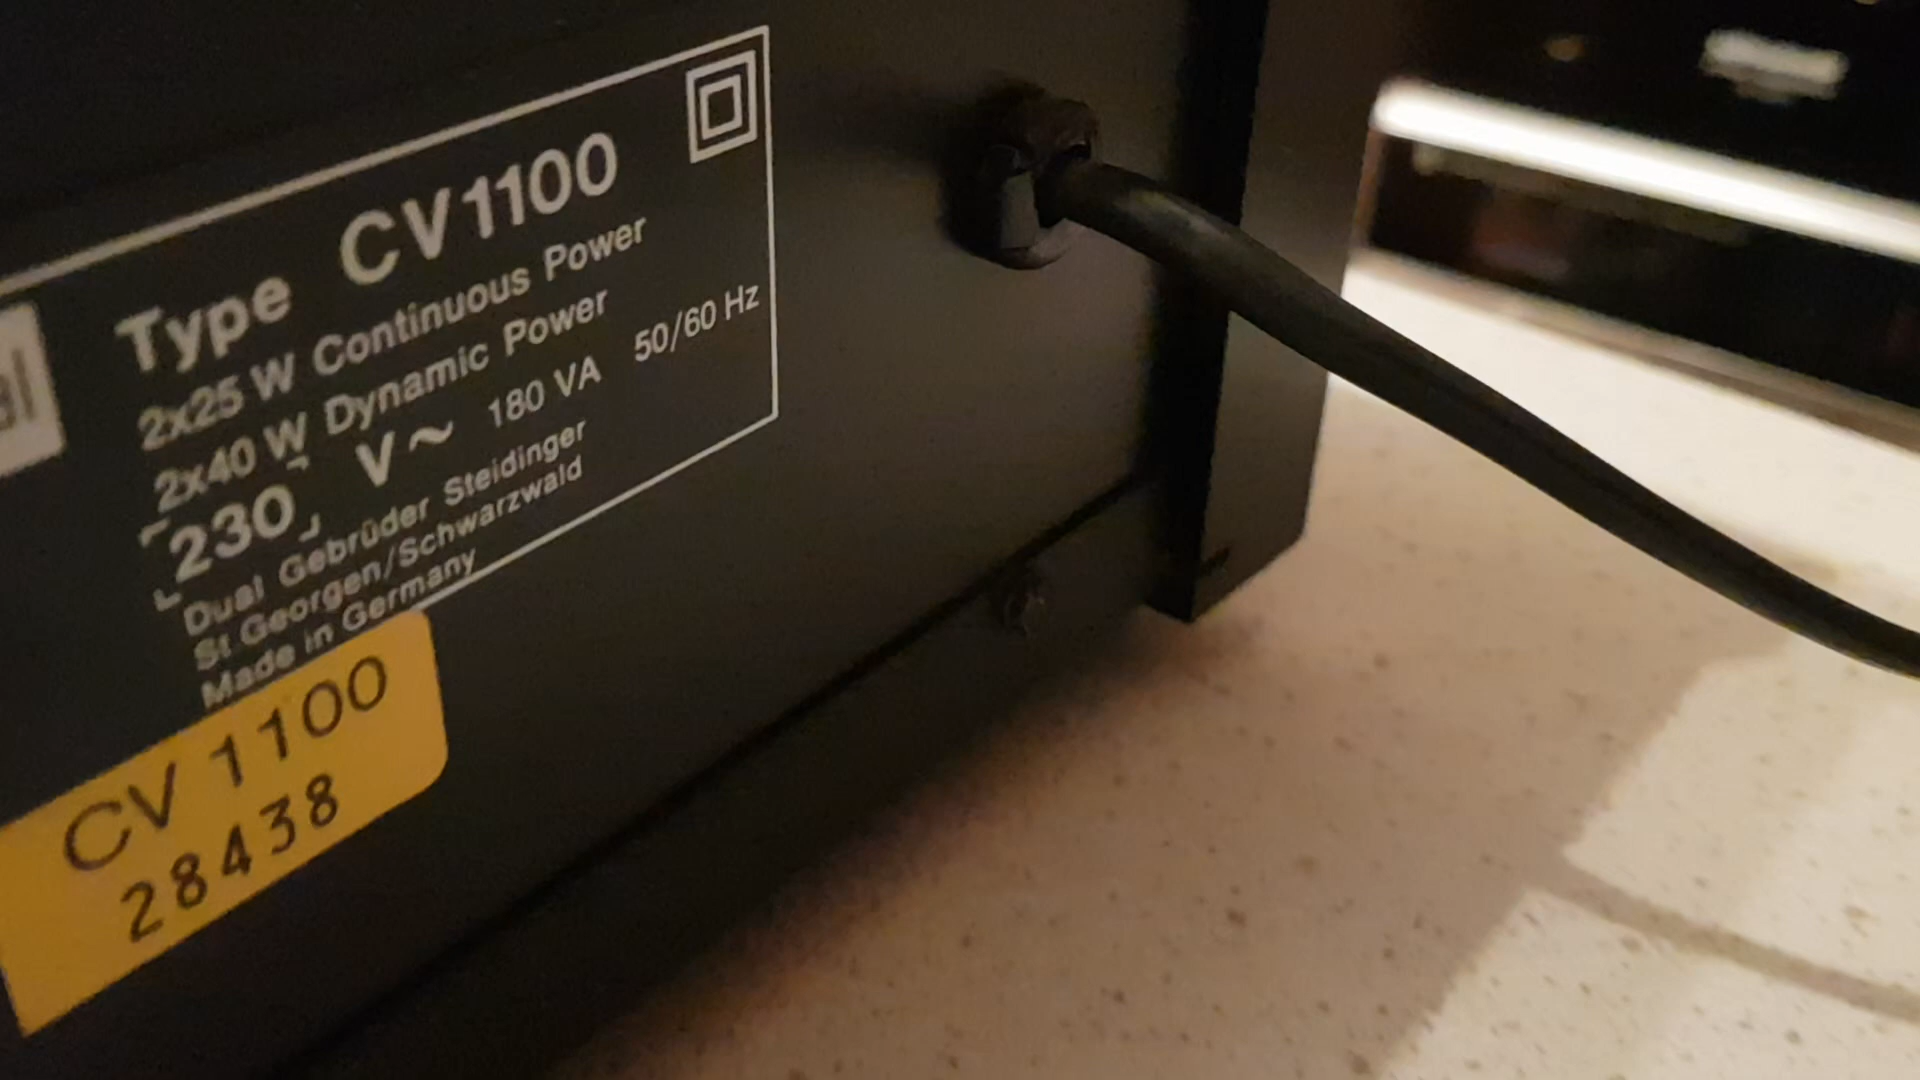 Type CV1100
2x25 W Continuous Power
2x40 W Dynamic Power
230 V~ 180 VA 50/60 Hz
Dual Gebrüder Steidinger
St Georgen/Schwarzwald
Made in Germany
CV 1100
28438